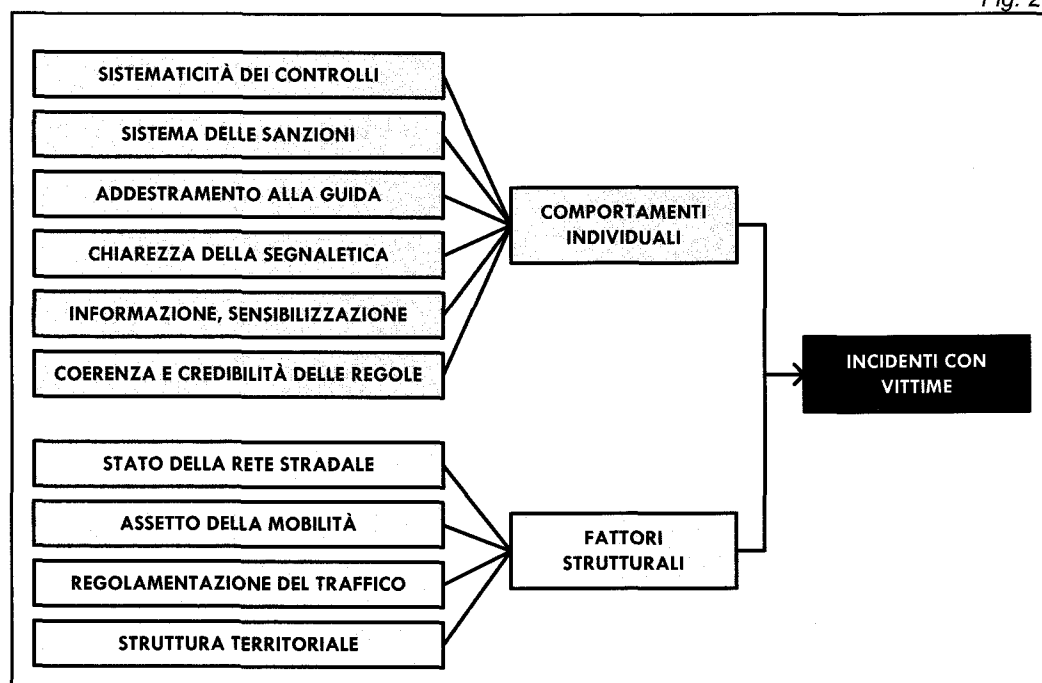 Fig. 2
SISTEMATICITÀ DEI CONTROLLI
SISTEMA DELLE SANZIONI
ADDESTRAMENTO ALLA GUIDA
CHIAREZZA DELLA SEGNALETICA
INFORMAZIONE, SENSIBILIZZAZIONE
COERENZA E CREDIBILITÀ DELLE REGOLE
COMPORTAMENTI
INDIVIDUALI
STATO DELLA RETE STRADALE
ASSETTO DELLA MOBILITÀ
REGOLAMENTAZIONE DEL TRAFFICO
STRUTTURA TERRITORIALE
FATTORI
STRUTTURALI
INCIDENTI CON
VITTIME